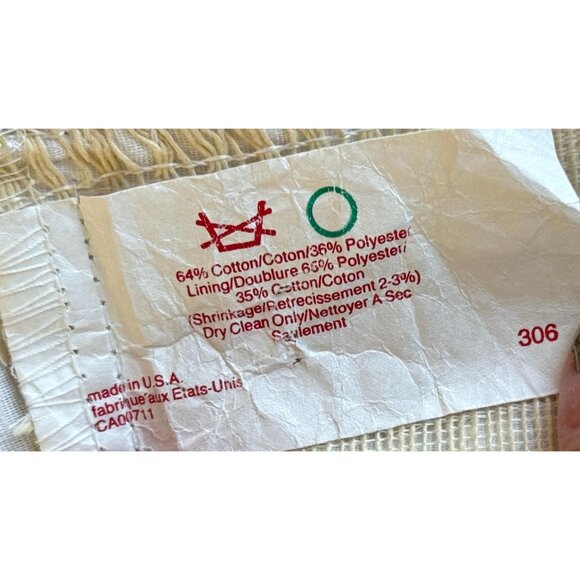 64% Cotton/Coton/36% Polyester
Lining/Doublure 65% Polyester/
35% Cotton/Coton
(Shrinkage/Retrecissement 2-3%)
Dry Clean Only/Nettoyer A Sec
Seulement
306
made in U.S.A.
fabrique aux Etats-Unis
CA00711